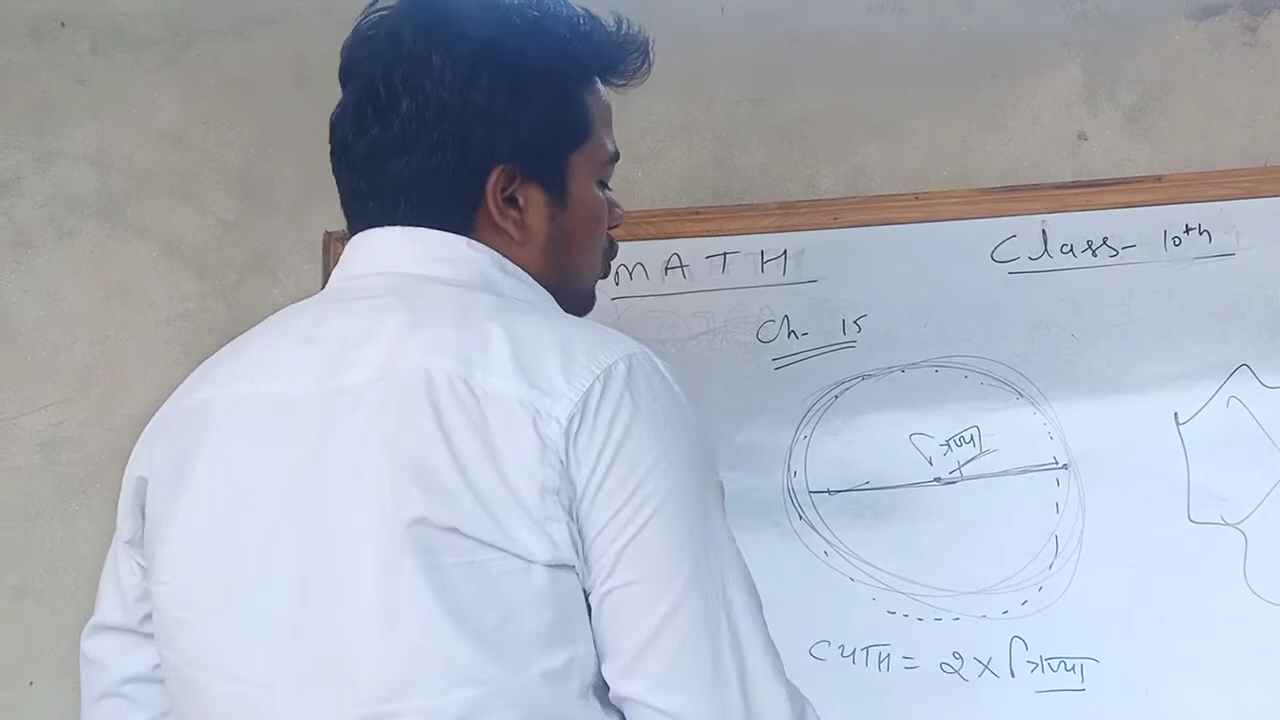 MATH
Class- 10th
Ch- 15
त्रिज्या
व्यास = 2 × त्रिज्या